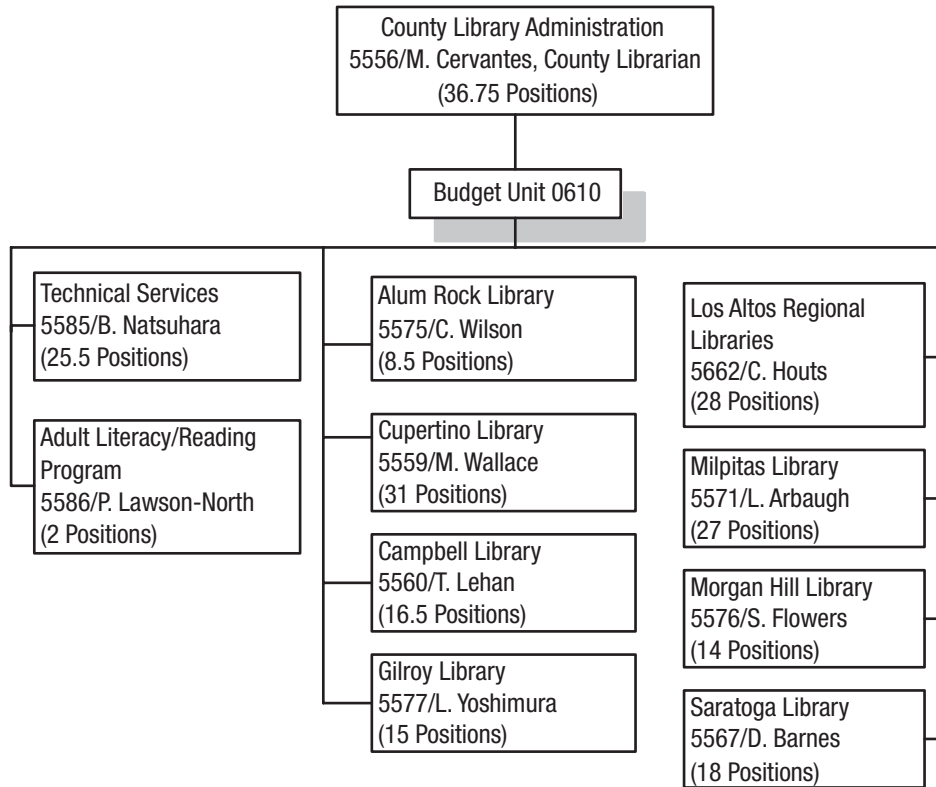 County Library Administration
5556/M. Cervantes, County Librarian
(36.75 Positions)
Budget Unit 0610
Technical Services
5585/B. Natsuhara
(25.5 Positions)
Adult Literacy/Reading
Program
5586/P. Lawson-North
(2 Positions)
Alum Rock Library
5575/C. Wilson
(8.5 Positions)
Cupertino Library
5559/M. Wallace
(31 Positions)
Campbell Library
5560/T. Lehan
(16.5 Positions)
Gilroy Library
5577/L. Yoshimura
(15 Positions)
Los Altos Regional
Libraries
5662/C. Houts
(28 Positions)
Milpitas Library
5571/L. Arbaugh
(27 Positions)
Morgan Hill Library
5576/S. Flowers
(14 Positions)
Saratoga Library
5567/D. Barnes
(18 Positions)